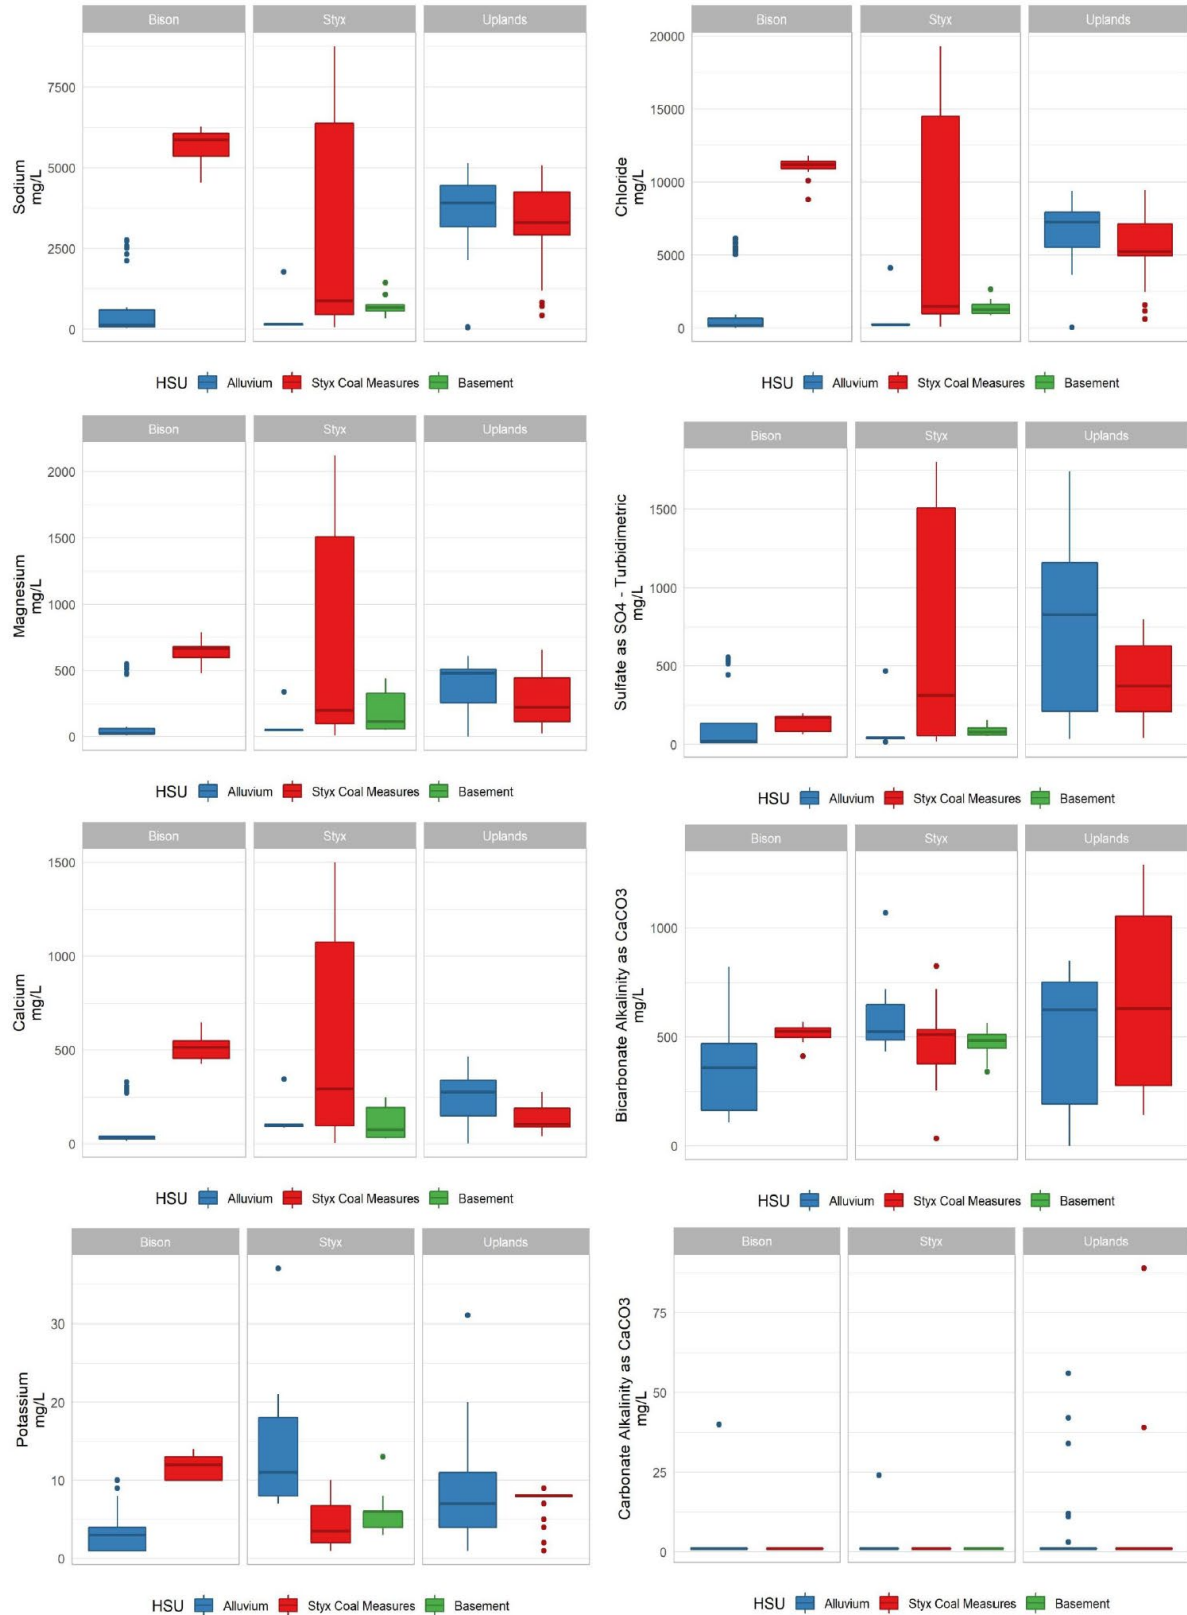 Bison Styx Uplands
Sodium
mg/L
7500
5000
2500
0
HSU Alluvium Styx Coal Measures Basement
Bison Styx Uplands
Chloride
mg/L
20000
15000
10000
5000
0
HSU Alluvium Styx Coal Measures Basement
Bison Styx Uplands
Magnesium
mg/L
2000
1500
1000
500
0
HSU Alluvium Styx Coal Measures Basement
Bison Styx Uplands
Sulfate as SO4 - Turbidimetric
mg/L
1500
1000
500
0
HSU Alluvium Styx Coal Measures Basement
Bison Styx Uplands
Calcium
mg/L
1500
1000
500
0
HSU Alluvium Styx Coal Measures Basement
Bison Styx Uplands
Bicarbonate Alkalinity as CaCO3
mg/L
1000
500
0
HSU Alluvium Styx Coal Measures Basement
Bison Styx Uplands
Potassium
mg/L
30
20
10
0
HSU Alluvium Styx Coal Measures Basement
Bison Styx Uplands
Carbonate Alkalinity as CaCO3
mg/L
75
50
25
0
HSU Alluvium Styx Coal Measures Basement